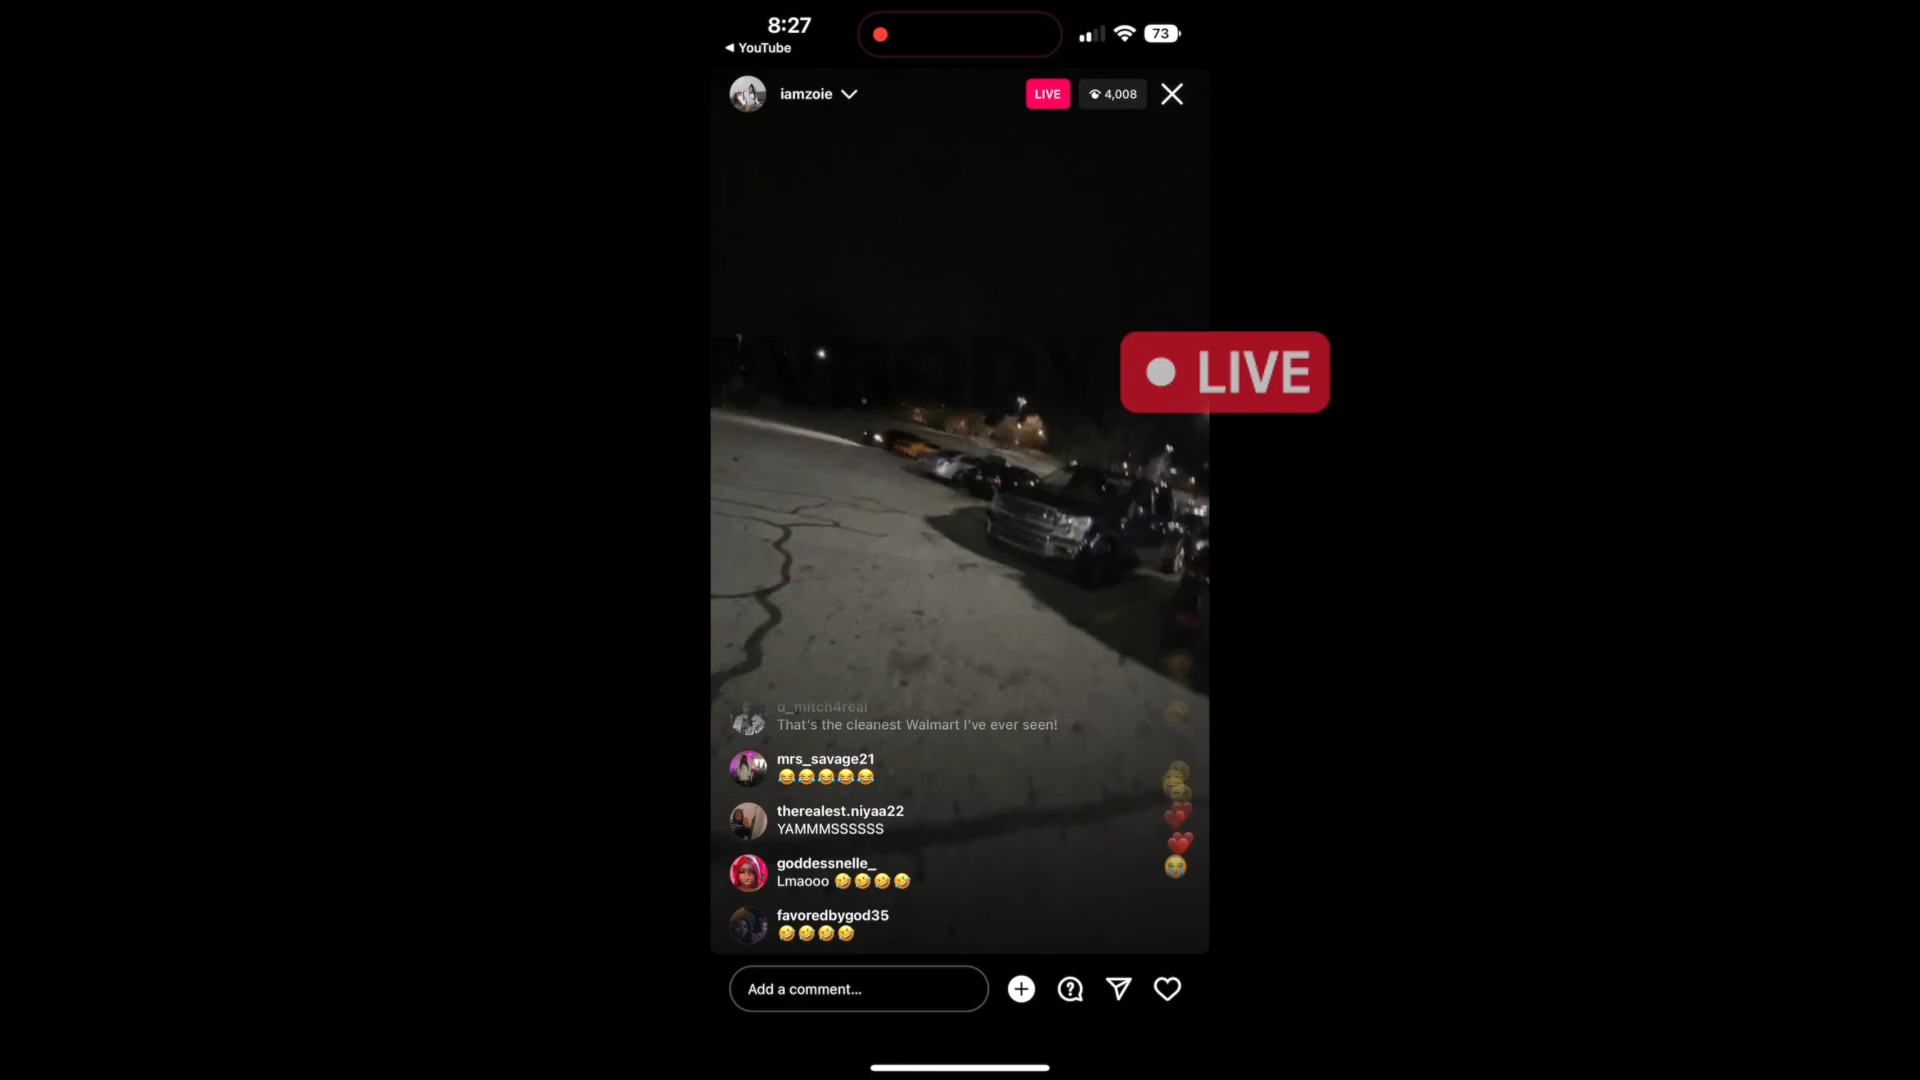 8:27
◀ YouTube
73
iamzoie
LIVE
4,008
LIVE
d_mitch4real
That's the cleanest Walmart I've ever seen!
mrs_savage21
😂😂😂😂😂
therealest.niyaa22
YAMMMSSSSSS
goddessnelle_
Lmaooo 🤣🤣🤣🤣
favoredbygod35
🤣🤣🤣🤣
Add a comment...